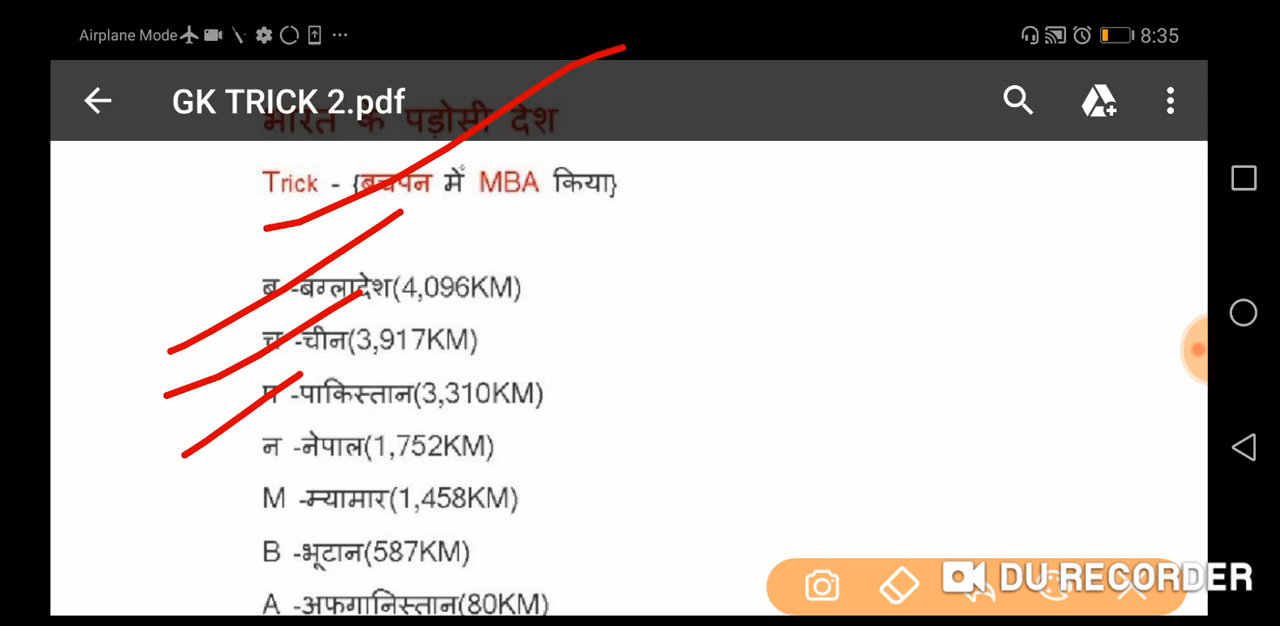 Airplane Mode 8:35
GK TRICK 2.pdf
भारत के पड़ोसी देश
Trick - {बचपन में MBA किया}
ब -बग्लादेश(4,096KM)
च -चीन(3,917KM)
प -पाकिस्तान(3,310KM)
न -नेपाल(1,752KM)
M -म्यामार(1,458KM)
B -भूटान(587KM)
A -अफगानिस्तान(80KM)
DU RECORDER